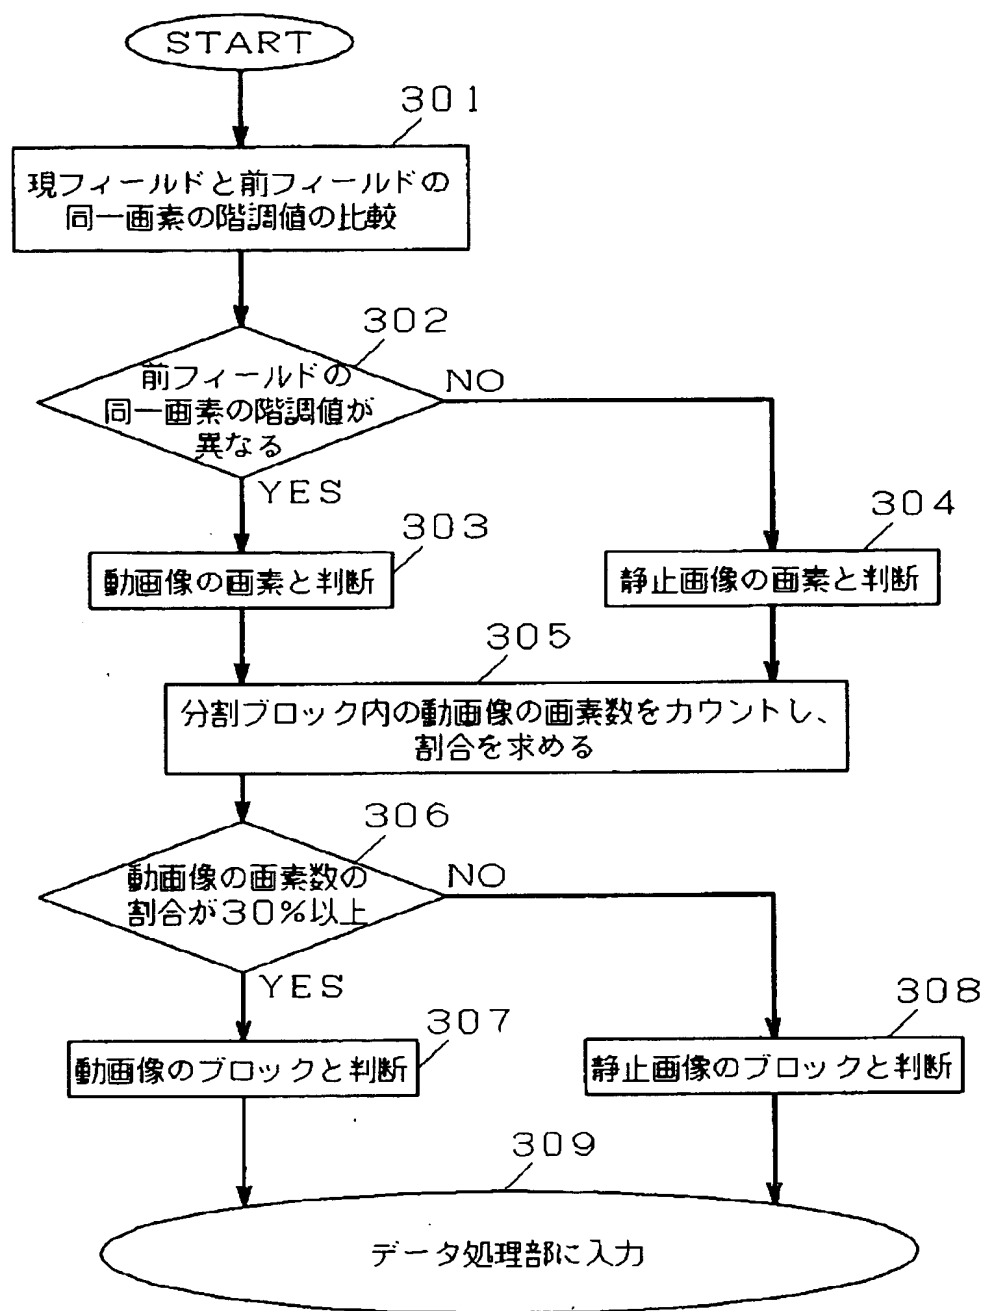 START
301
現フィールドと前フィールドの
同一画素の階調値の比較
302
前フィールドの
同一画素の階調値が
異なる
NO
YES
303
304
動画像の画素と判断
静止画像の画素と判断
305
分割ブロック内の動画像の画素数をカウントし、
割合を求める
306
動画像の画素数の
割合が30%以上
NO
YES
307
308
動画像のブロックと判断
静止画像のブロックと判断
309
データ処理部に入力